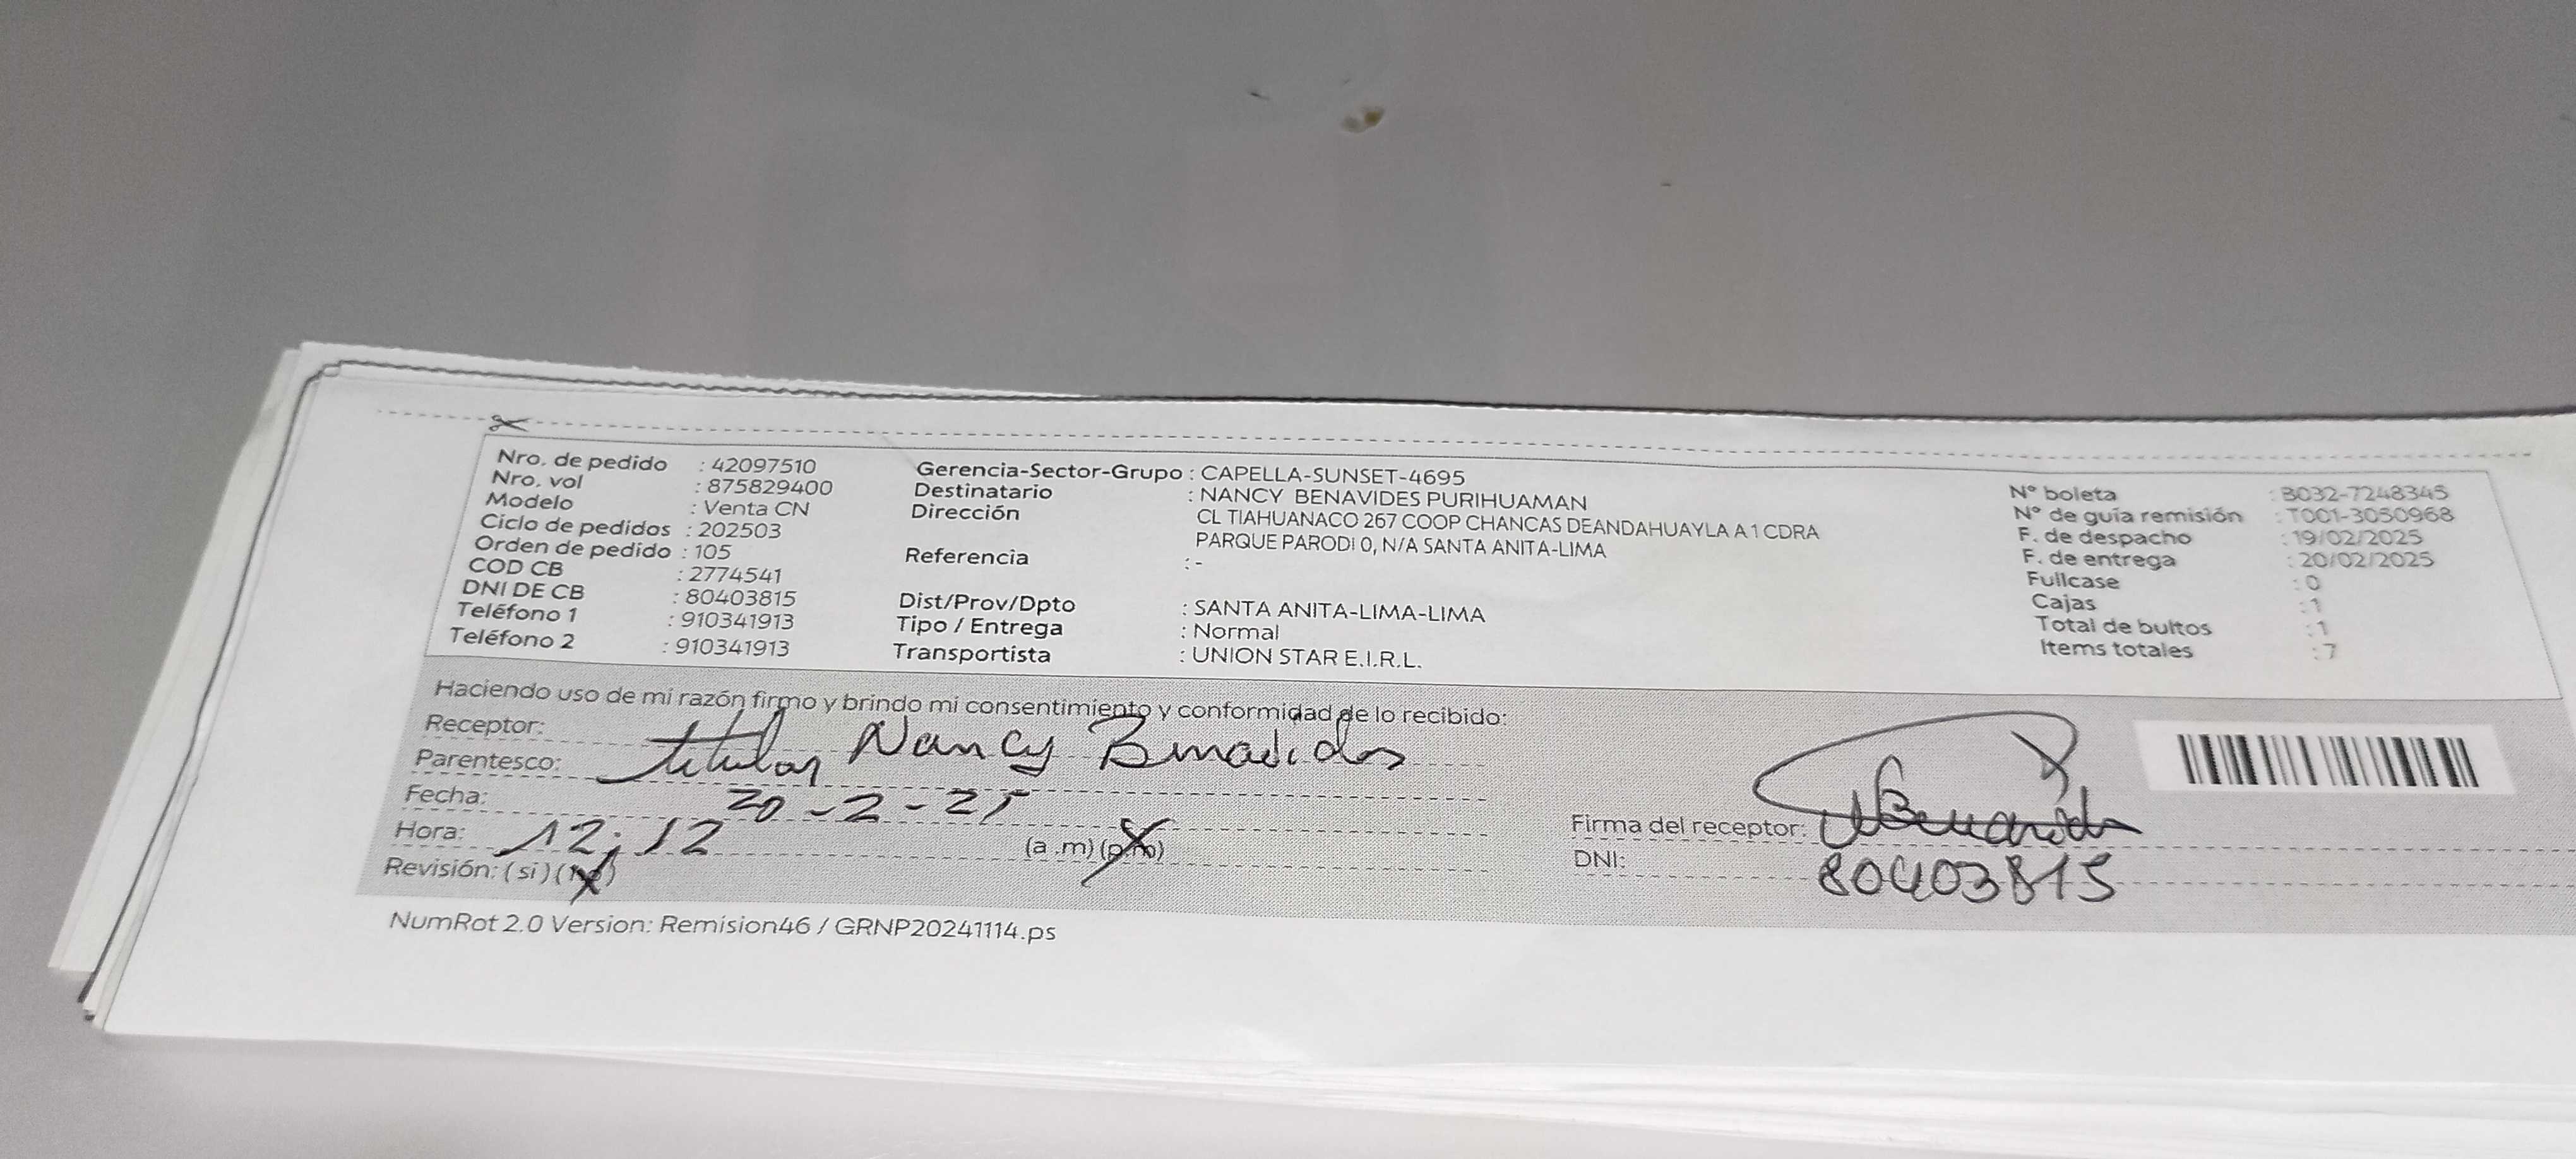 Nro. de pedido : 42097510
Nro. vol : 875829400
Modelo : Venta CN
Ciclo de pedidos : 202503
Orden de pedido : 105
COD CB : 2774541
DNI DE CB : 80403815
Teléfono 1 : 910341913
Teléfono 2 : 910341913
Gerencia-Sector-Grupo : CAPELLA-SUNSET-4695
Destinatario : NANCY BENAVIDES PURIHUAMAN
Dirección : CL TIAHUANACO 267 COOP CHANCAS DEANDAHUAYLA A 1 CDRA
PARQUE PARODI 0, N/A SANTA ANITA-LIMA
Referencia : -
Dist/Prov/Dpto : SANTA ANITA-LIMA-LIMA
Tipo / Entrega : Normal
Transportista : UNION STAR E.I.R.L.
N° boleta : B032-7248345
N° de guía remisión : T001-3050968
F. de despacho : 19/02/2025
F. de entrega : 20/02/2025
Fullcase : 0
Cajas : 1
Total de bultos : 1
Items totales : 7
Haciendo uso de mi razón firmo y brindo mi consentimiento y conformidad de lo recibido:
Receptor: Nancy Benavides
Parentesco: titular
Fecha: 20-2-25
Hora: 12:12 (a .m) (p.m)
Revisión: (si) (no)
Firma del receptor:
DNI: 80403815
NumRot 2.0 Version: Remision46 / GRNP20241114.ps